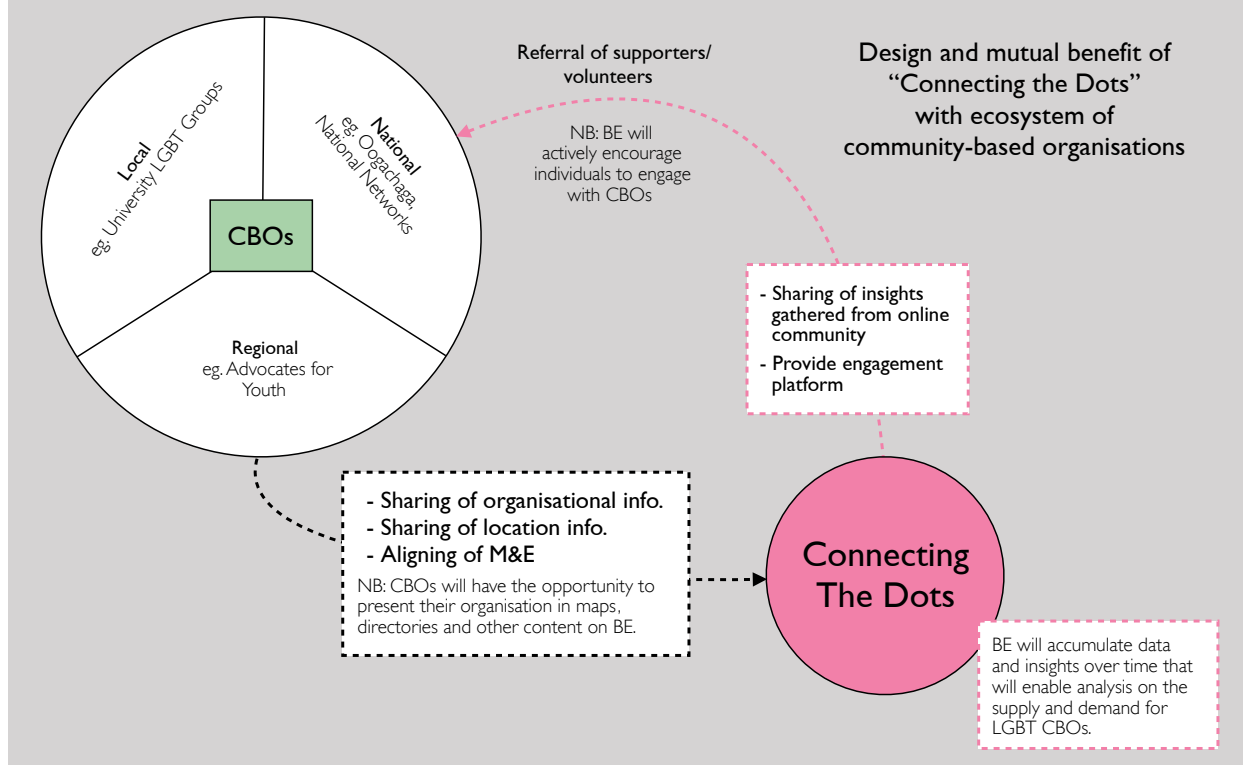 Design and mutual benefit of
“Connecting the Dots”
with ecosystem of
community-based organisations
Referral of supporters/
volunteers
NB: BE will
actively encourage
individuals to engage
with CBOs
Local
eg. University LGBT Groups
National
eg. Oogachaga,
National Networks
CBOs
Regional
eg. Advocates for
Youth
- Sharing of insights
gathered from online
community
- Provide engagement
platform
- Sharing of organisational info.
- Sharing of location info.
- Aligning of M&E
NB: CBOs will have the opportunity to
present their organisation in maps,
directories and other content on BE.
Connecting
The Dots
BE will accumulate data
and insights over time that
will enable analysis on the
supply and demand for
LGBT CBOs.